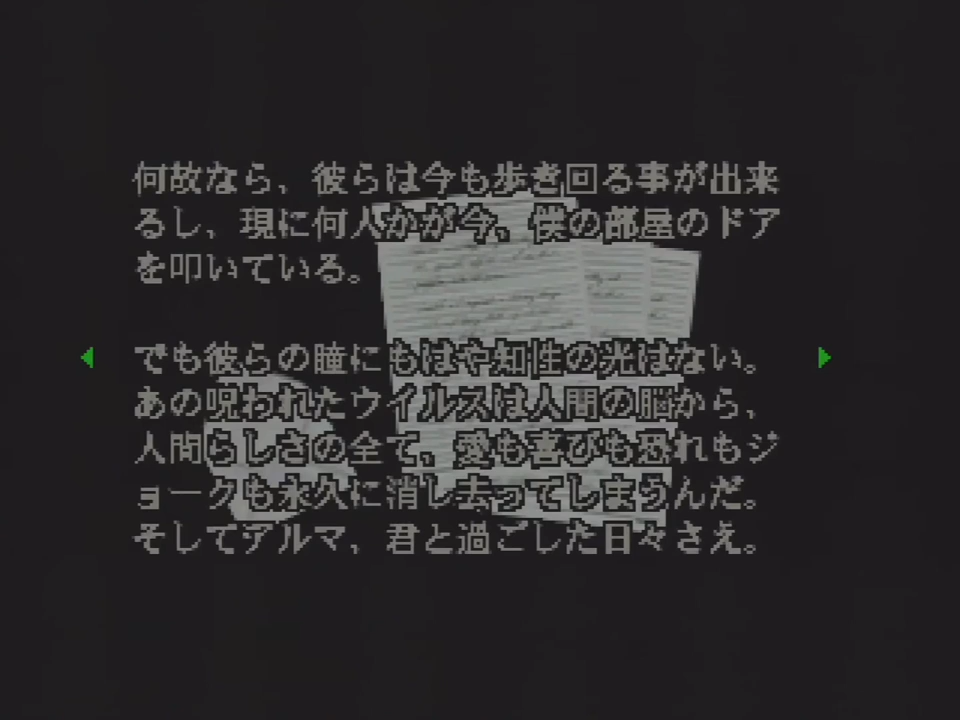 何故なら、彼らは今も歩き回る事が出来
るし、現に何人かが今、僕の部屋のドア
を叩いている。
でも彼らの瞳にもはや知性の光はない。
あの呪われたウイルスは人間の脳から、
人間らしさの全て、愛も喜びも恐れもジ
ョークも永久に消し去ってしまうんだ。
そしてアルマ、君と過ごした日々さえ。